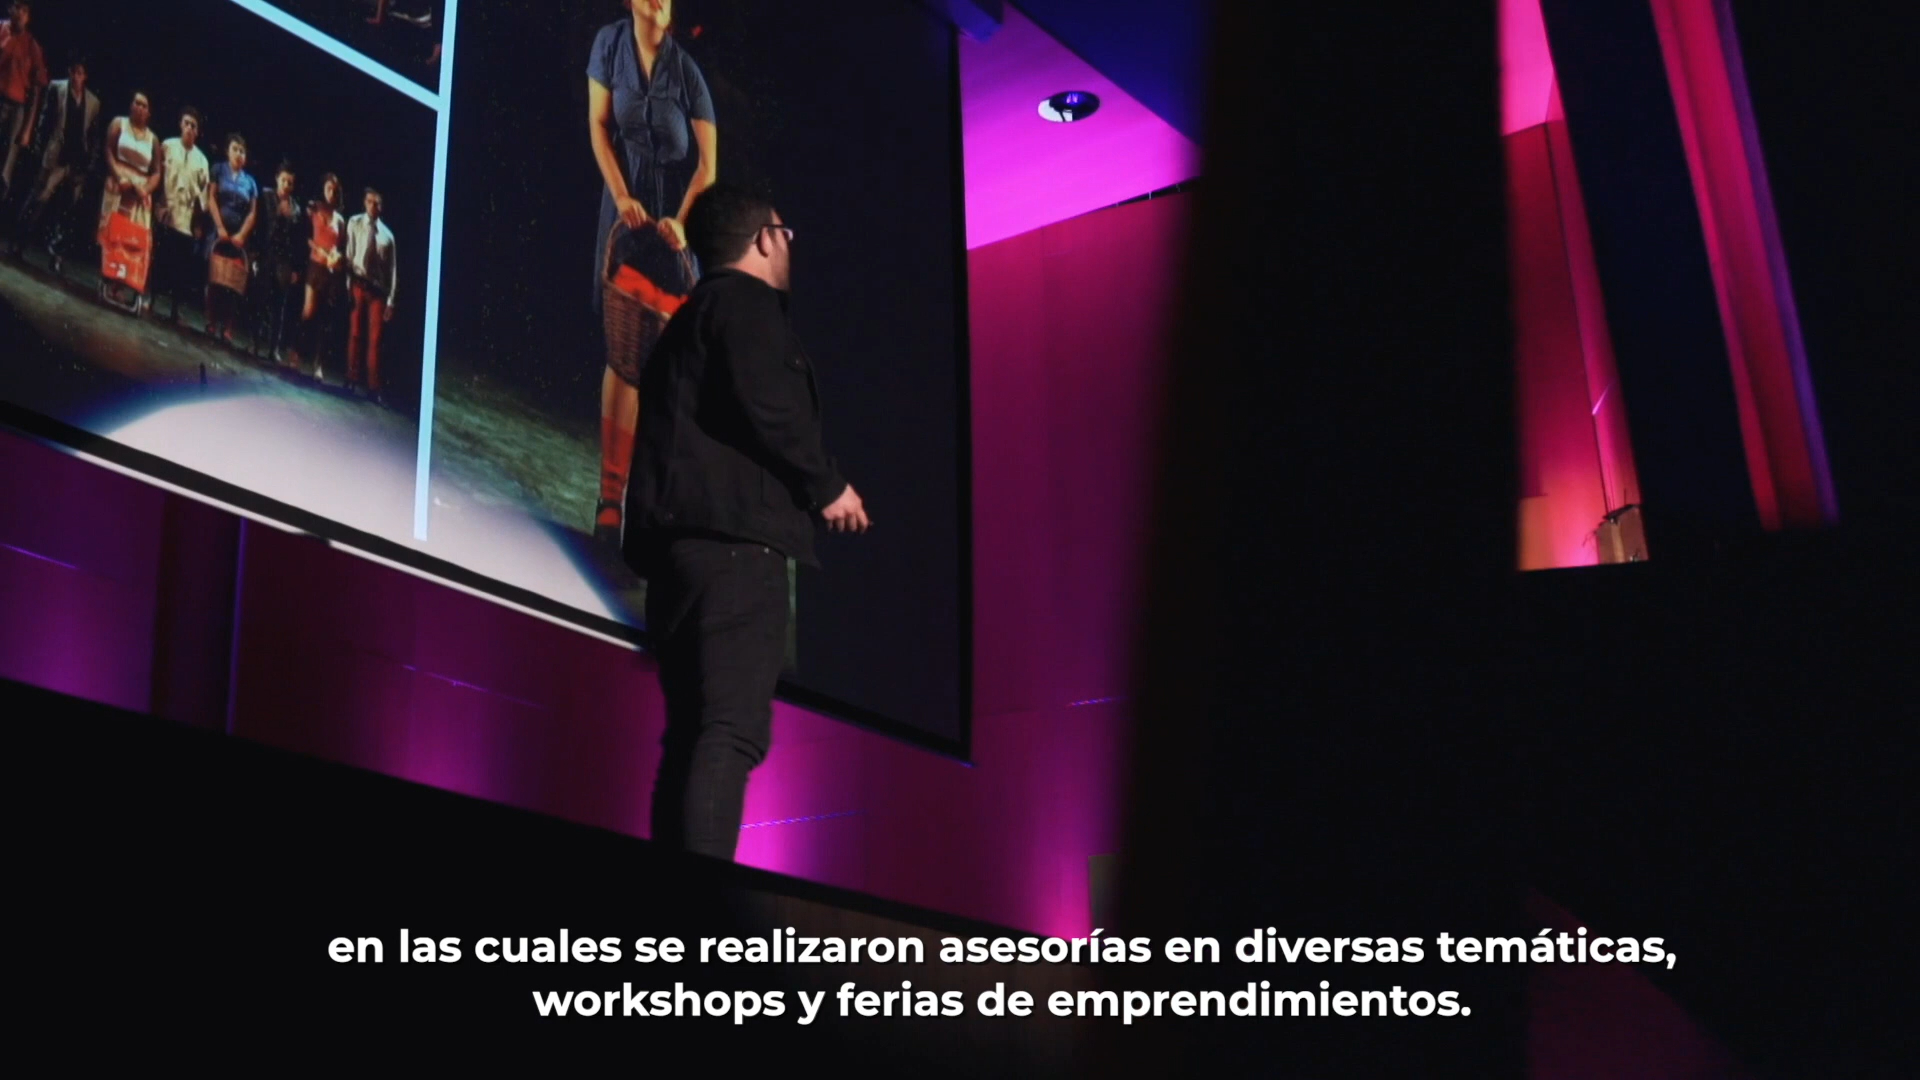 en las cuales se realizaron asesorías en diversas temáticas,
workshops y ferias de emprendimientos.